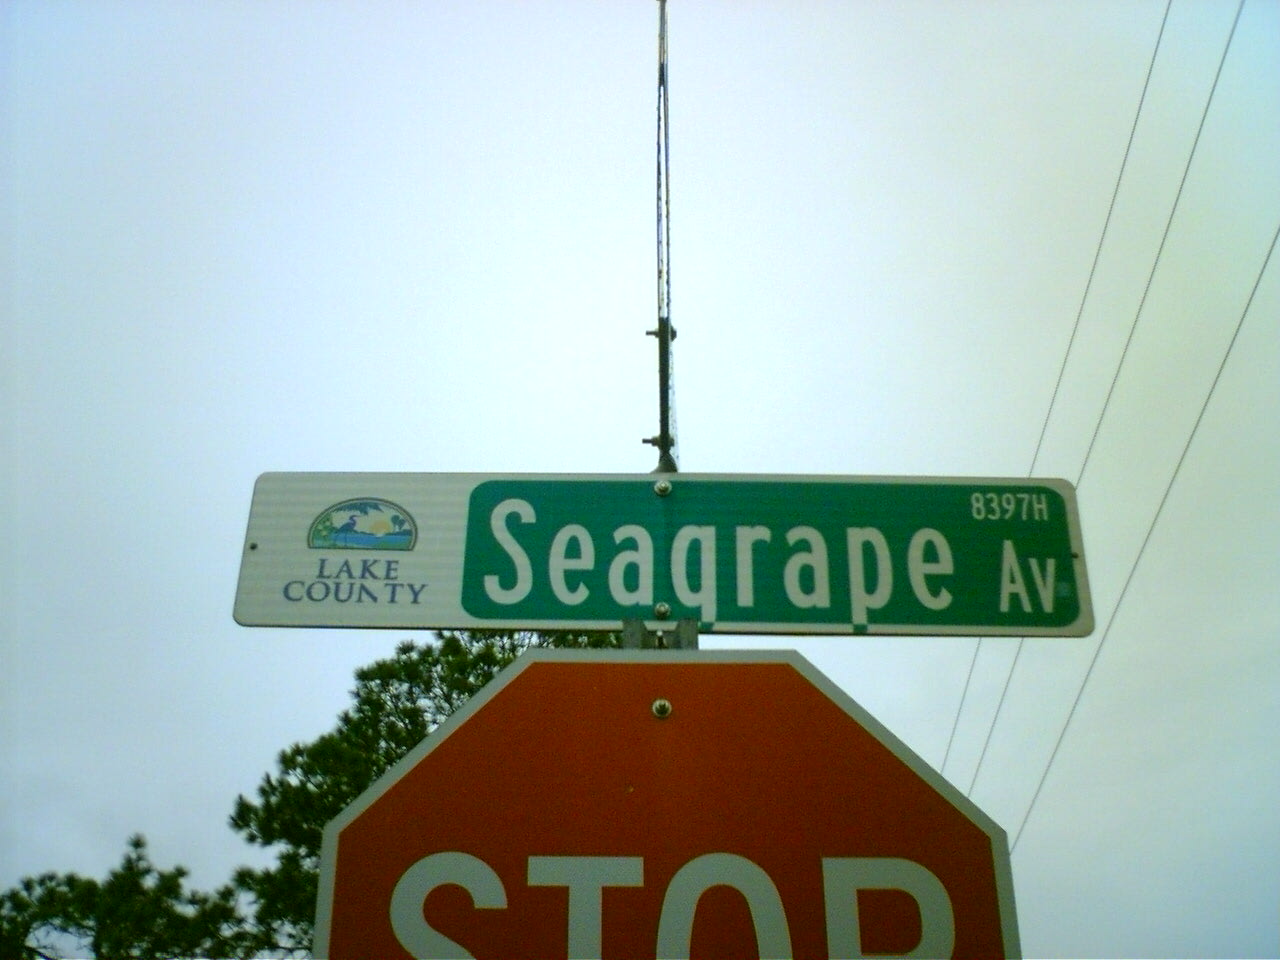 LAKE
COUNTY
8397H
Seagrape Av
STOP